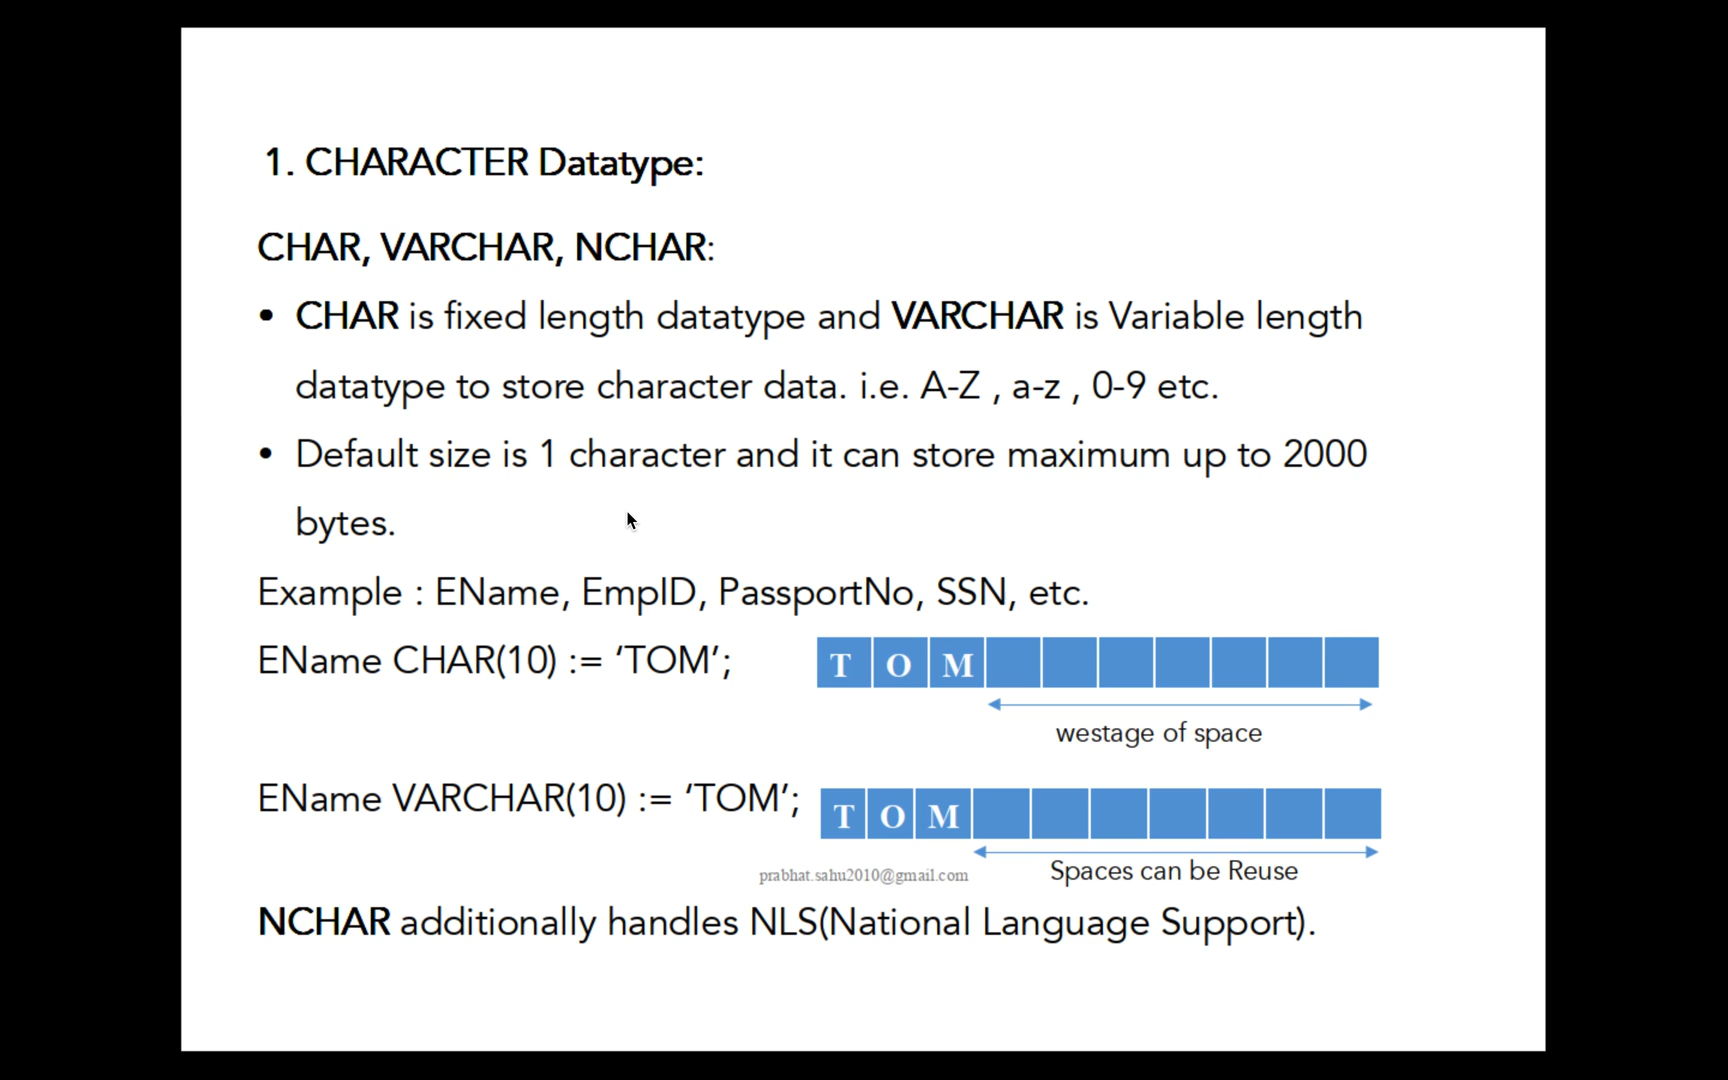 1. CHARACTER Datatype:
CHAR, VARCHAR, NCHAR:
• CHAR is fixed length datatype and VARCHAR is Variable length
datatype to store character data. i.e. A-Z , a-z , 0-9 etc.
• Default size is 1 character and it can store maximum up to 2000
bytes.
Example : EName, EmpID, PassportNo, SSN, etc.
EName CHAR(10) := ‘TOM’; T O M
westage of space
EName VARCHAR(10) := ‘TOM’; T O M
Spaces can be Reuse
prabhat.sahu2010@gmail.com
NCHAR additionally handles NLS(National Language Support).